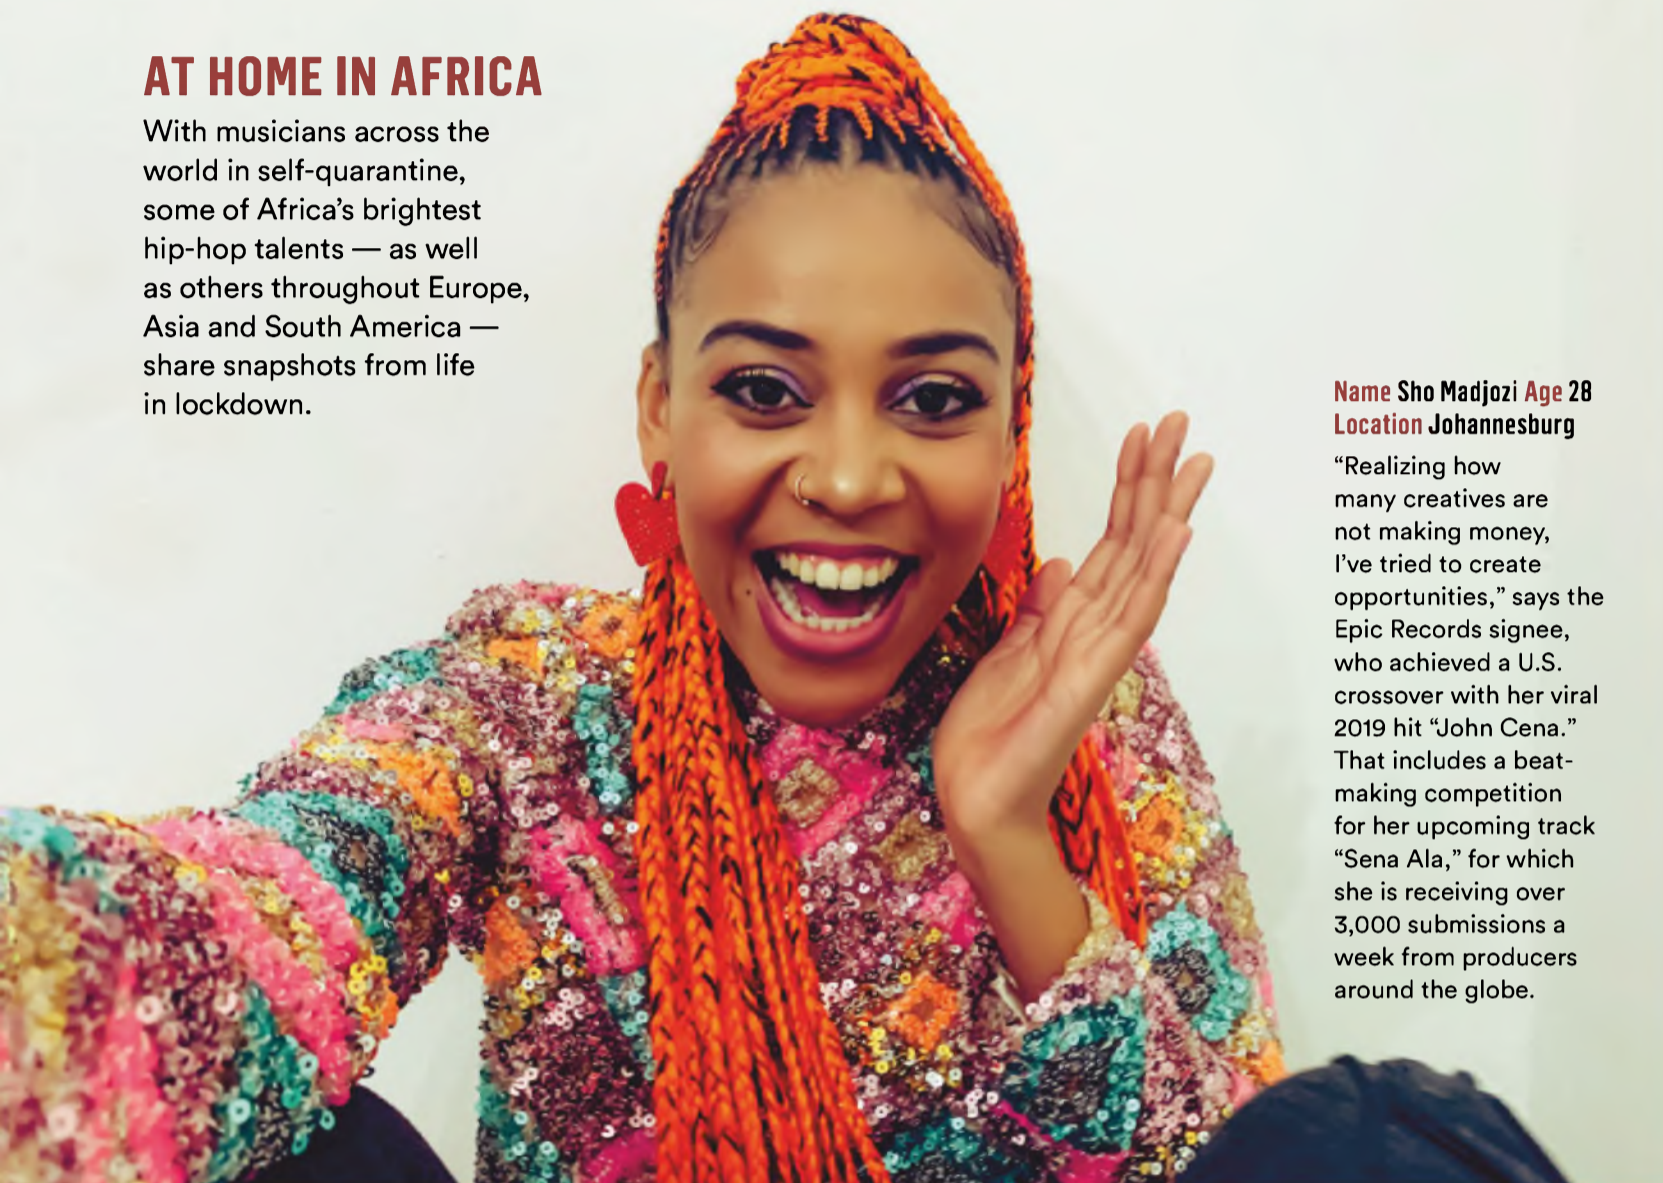 AT HOME IN AFRICA
With musicians across the
world in self-quarantine,
some of Africa’s brightest
hip-hop talents — as well
as others throughout Europe,
Asia and South America —
share snapshots from life
in lockdown.
Name Sho Madjozi Age 28
Location Johannesburg
“Realizing how
many creatives are
not making money,
I’ve tried to create
opportunities,” says the
Epic Records signee,
who achieved a U.S.
crossover with her viral
2019 hit “John Cena.”
That includes a beat-
making competition
for her upcoming track
“Sena Ala,” for which
she is receiving over
3,000 submissions a
week from producers
around the globe.